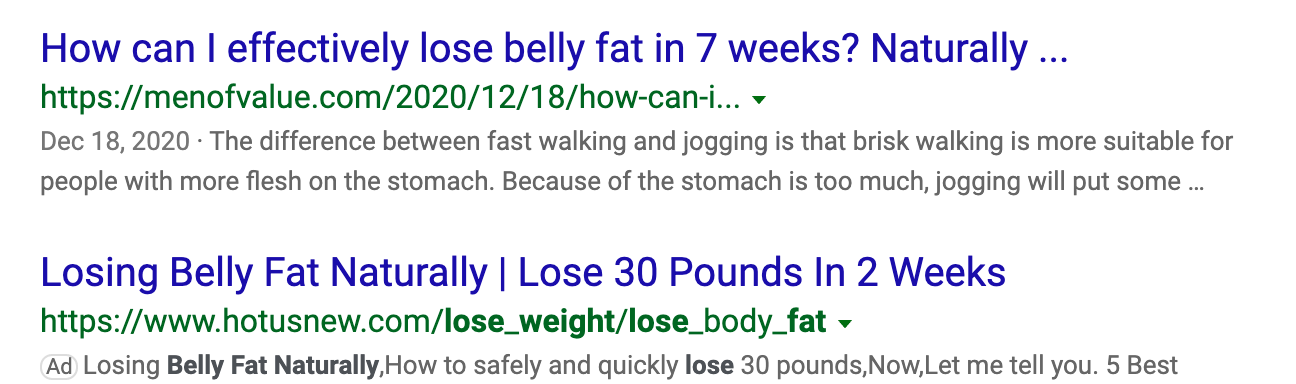 How can I effectively lose belly fat in 7 weeks? Naturally ...
https://menofvalue.com/2020/12/18/how-can-i...
Dec 18, 2020 · The difference between fast walking and jogging is that brisk walking is more suitable for
people with more flesh on the stomach. Because of the stomach is too much, jogging will put some ...
Losing Belly Fat Naturally | Lose 30 Pounds In 2 Weeks
https://www.hotusnew.com/lose_weight/lose_body_fat
Ad Losing Belly Fat Naturally,How to safely and quickly lose 30 pounds,Now,Let me tell you. 5 Best